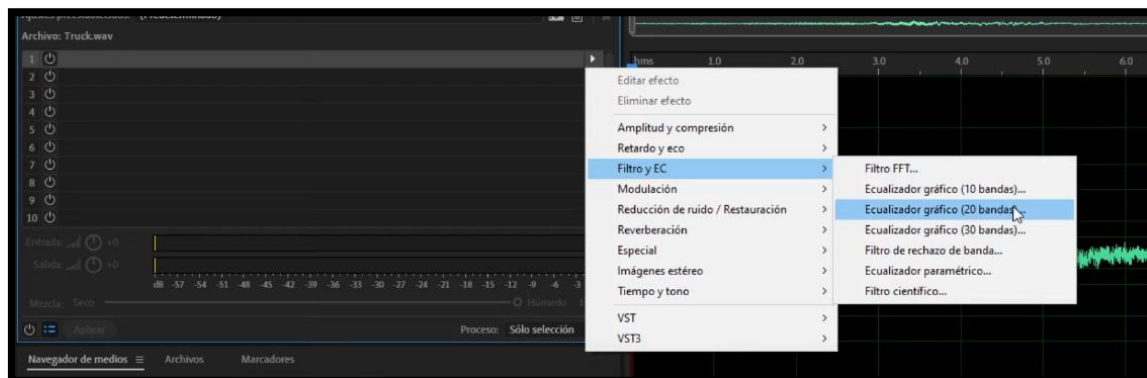 Ajustes preestablecidos: (Predeterminado)
Archivo: Truck.wav
1
2
3
4
5
6
7
8
9
10
Entrada: +0
Salida: +0
dB -57 -54 -51 -48 -45 -42 -39 -36 -33 -30 -27 -24 -21 -18 -15 -12 -9 -6 -3
Mezcla: Seco Húmedo
Aplicar
Proceso: Sólo selección
Navegador de medios Archivos Marcadores
hms 1.0 2.0 3.0 4.0 5.0 6.0
Editar efecto
Eliminar efecto
Amplitud y compresión
Retardo y eco
Filtro y EC
Modulación
Reducción de ruido / Restauración
Reverberación
Especial
Imágenes estéreo
Tiempo y tono
VST
VST3
Filtro FFT...
Ecualizador gráfico (10 bandas)...
Ecualizador gráfico (20 bandas)...
Ecualizador gráfico (30 bandas)...
Filtro de rechazo de banda...
Ecualizador paramétrico...
Filtro científico...